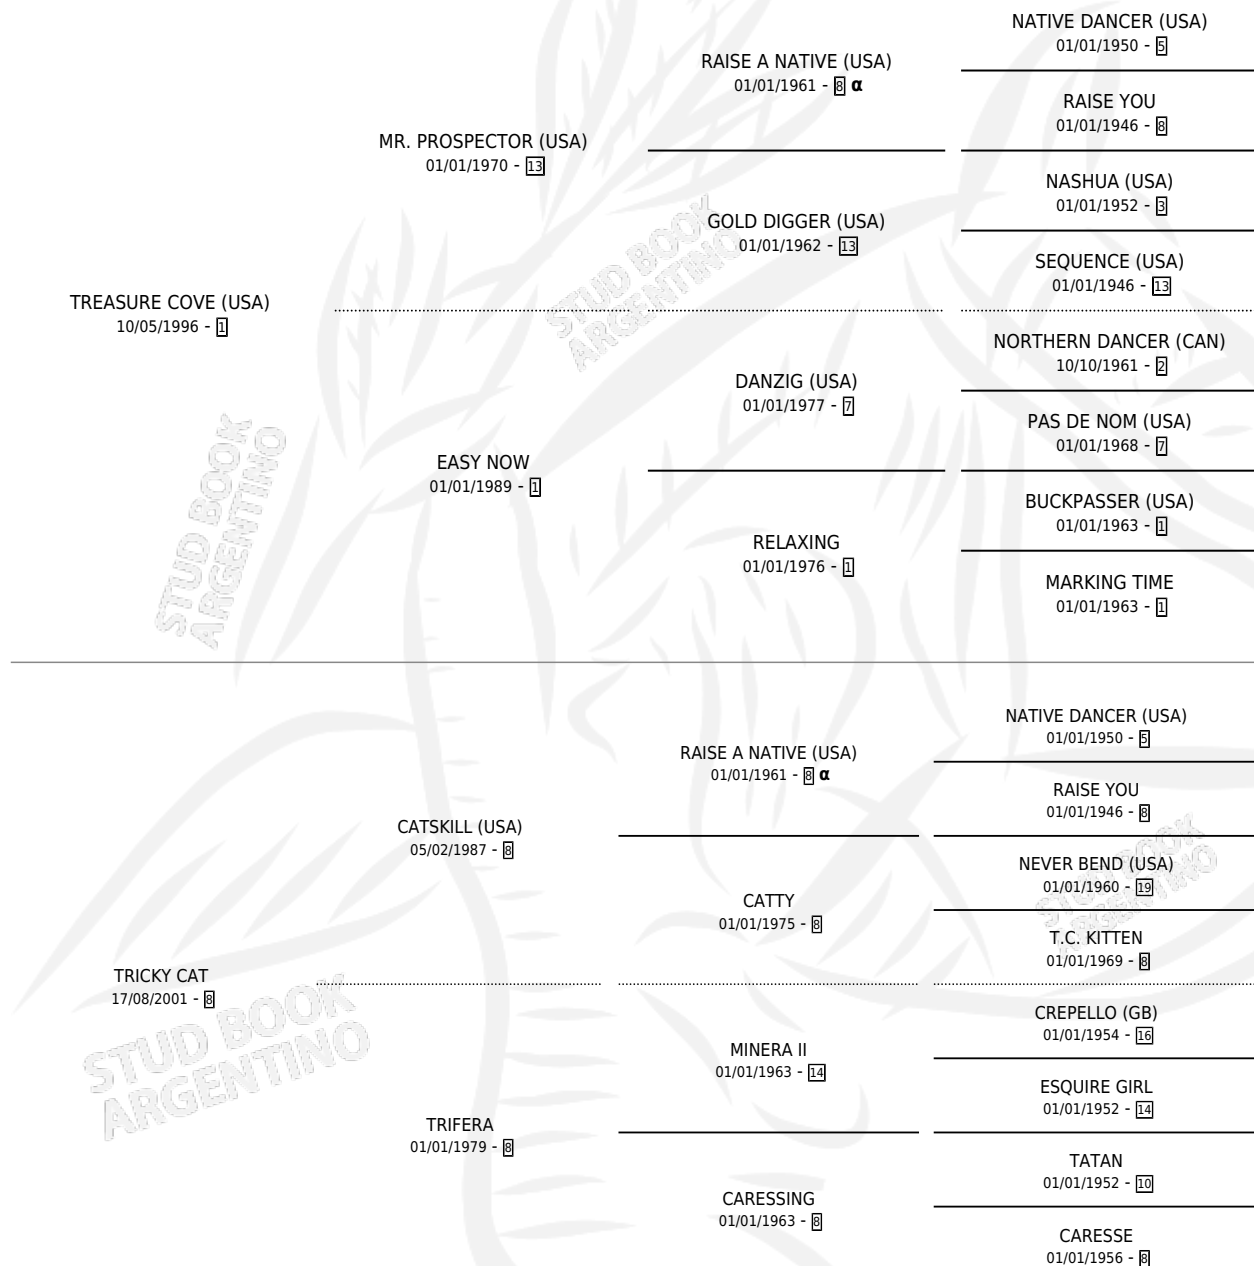 NATIVE DANCER (USA)
01/01/1950 - 5
RAISE A NATIVE (USA)
01/01/1961 - 8 α
RAISE YOU
01/01/1946 - 8
MR. PROSPECTOR (USA)
01/01/1970 - 13
NASHUA (USA)
01/01/1952 - 3
GOLD DIGGER (USA)
01/01/1962 - 13
SEQUENCE (USA)
01/01/1946 - 13
TREASURE COVE (USA)
10/05/1996 - 1
NORTHERN DANCER (CAN)
10/10/1961 - 2
DANZIG (USA)
01/01/1977 - 7
PAS DE NOM (USA)
01/01/1968 - 7
EASY NOW
01/01/1989 - 1
BUCKPASSER (USA)
01/01/1963 - 1
RELAXING
01/01/1976 - 1
MARKING TIME
01/01/1963 - 1
NATIVE DANCER (USA)
01/01/1950 - 5
RAISE A NATIVE (USA)
01/01/1961 - 8 α
RAISE YOU
01/01/1946 - 8
CATSKILL (USA)
05/02/1987 - 8
NEVER BEND (USA)
01/01/1960 - 19
CATTY
01/01/1975 - 8
T.C. KITTEN
01/01/1969 - 8
TRICKY CAT
17/08/2001 - 8
CREPELLO (GB)
01/01/1954 - 16
MINERA II
01/01/1963 - 14
ESQUIRE GIRL
01/01/1952 - 14
TRIFERA
01/01/1979 - 8
TATAN
01/01/1952 - 10
CARESSING
01/01/1963 - 8
CARESSE
01/01/1956 - 8
STUD BOOK
ARGENTINO
STUD BOOK
ARGENTINO
STUD BOOK
ARGENTINO
STUD BOOK
ARGENTINO